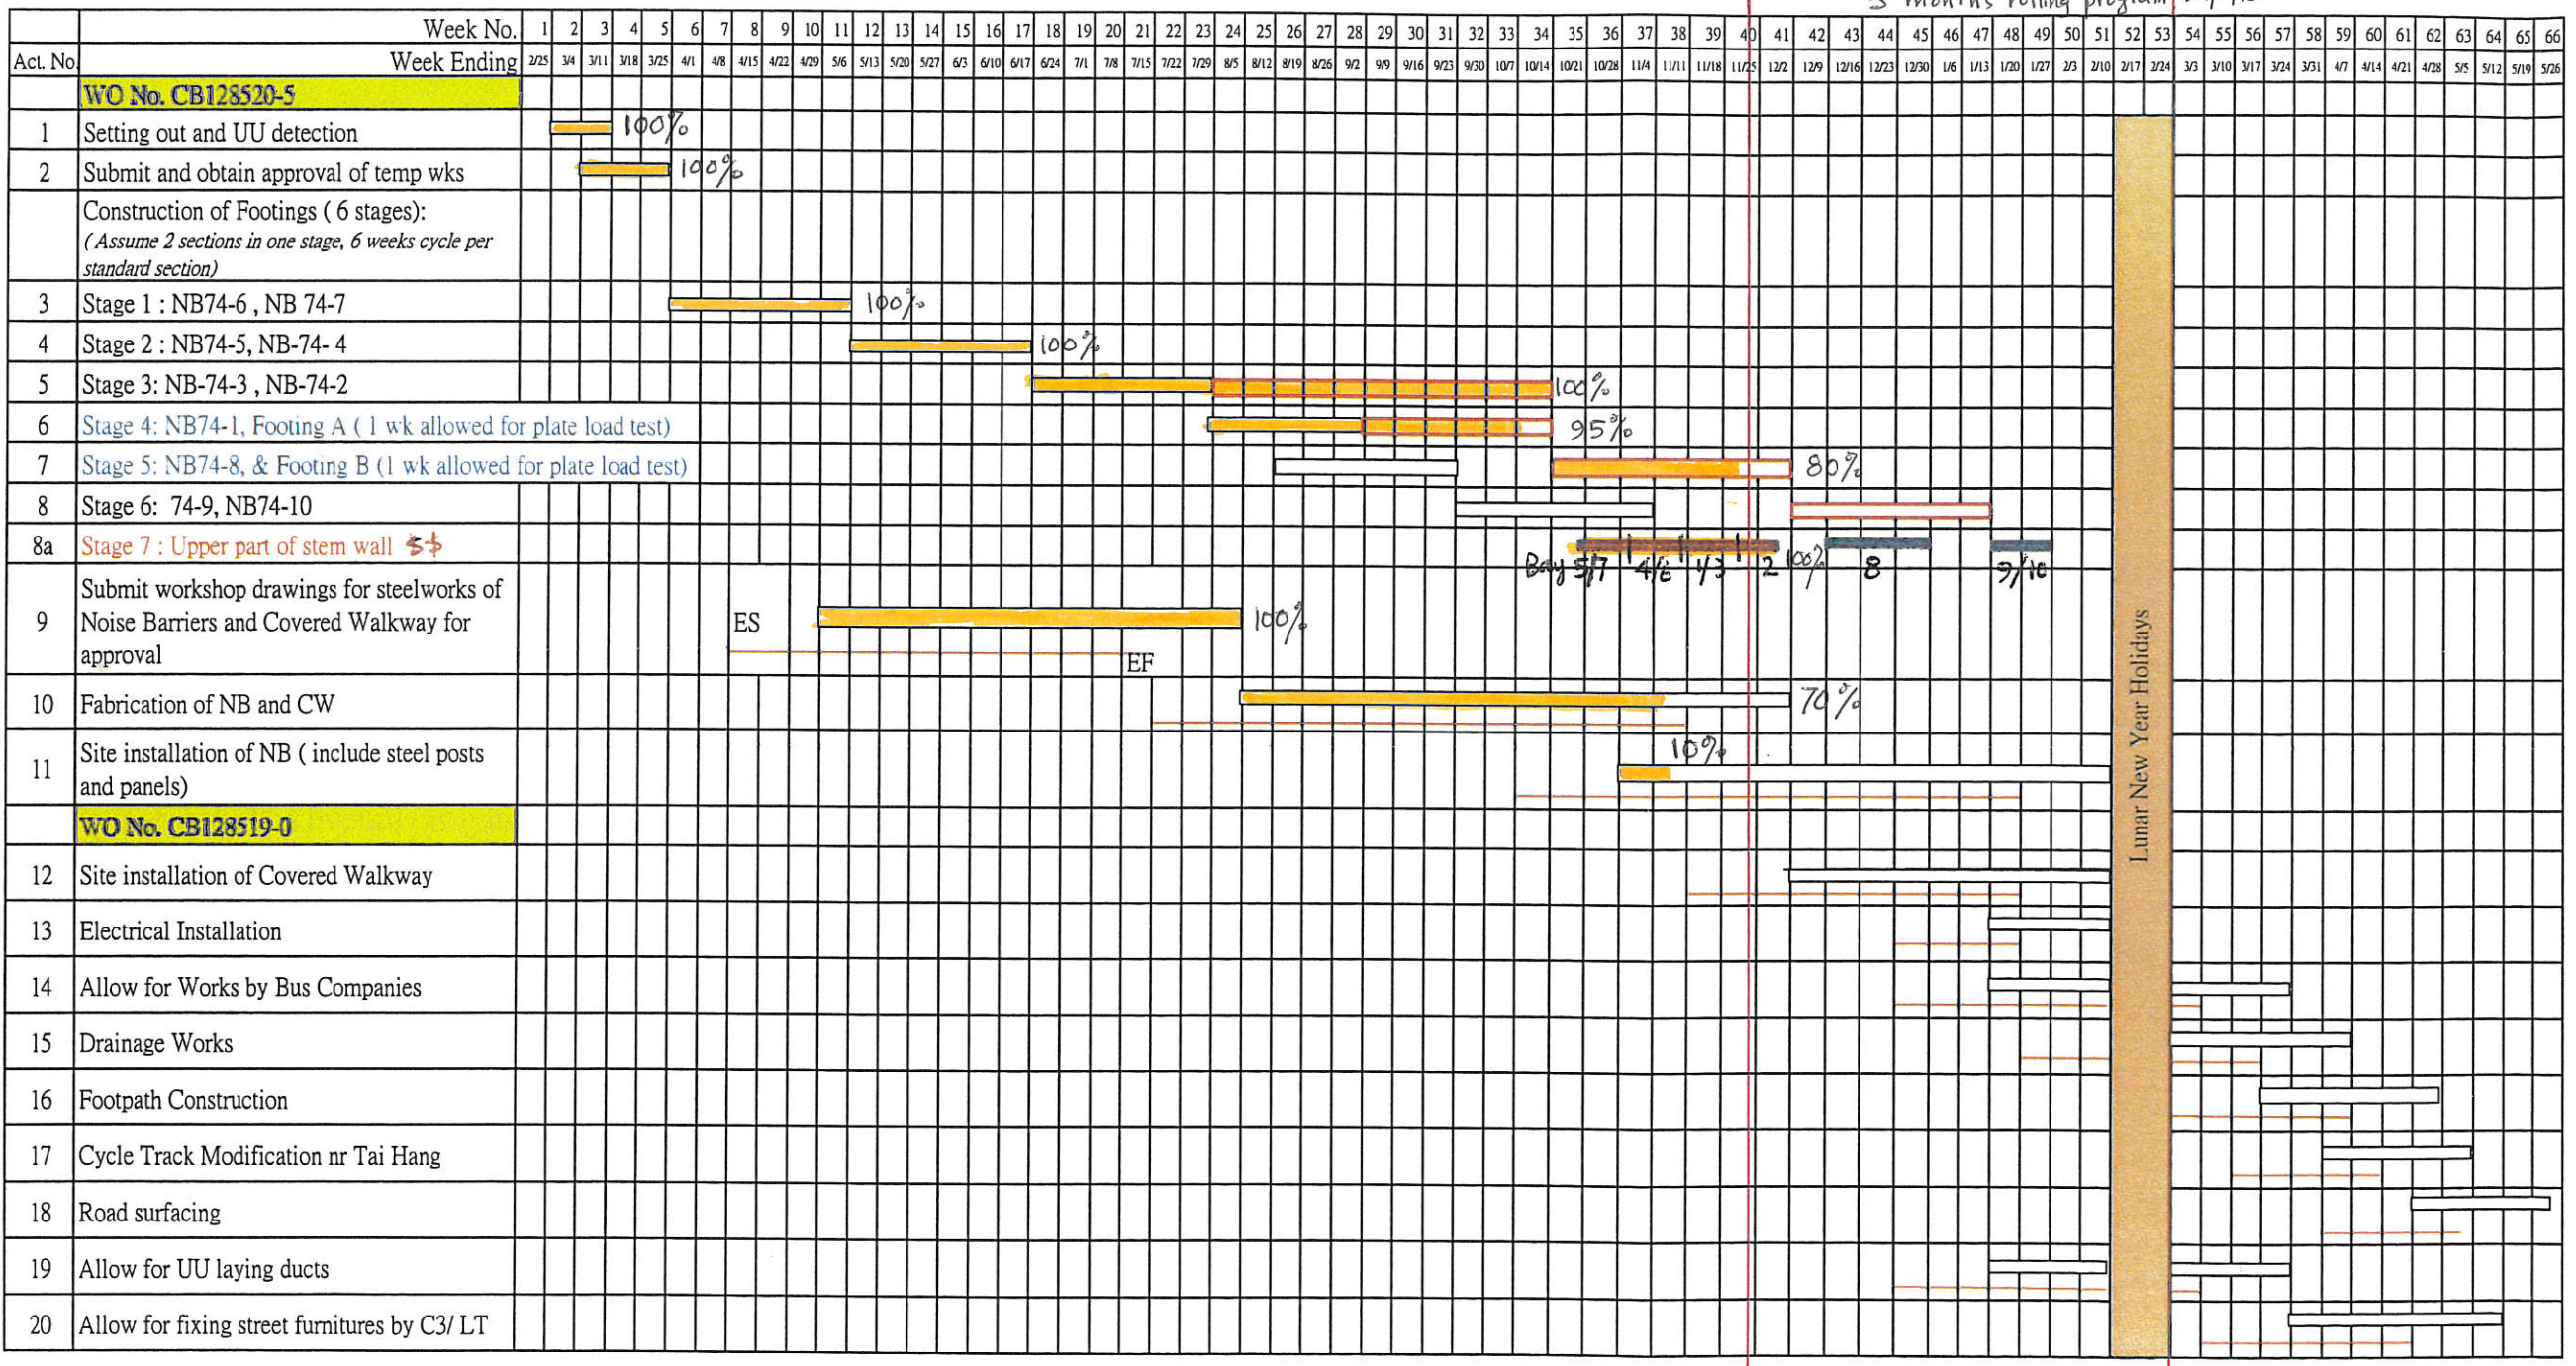 3 months rolling program
Week No. 1 2 3 4 5 6 7 8 9 10 11 12 13 14 15 16 17 18 19 20 21 22 23 24 25 26 27 28 29 30 31 32 33 34 35 36 37 38 39 40 41 42 43 44 45 46 47 48 49 50 51 52 53 54 55 56 57 58 59 60 61 62 63 64 65 66
Act. No. Week Ending 2/25 3/4 3/11 3/18 3/25 4/1 4/8 4/15 4/22 4/29 5/6 5/13 5/20 5/27 6/3 6/10 6/17 6/24 7/1 7/8 7/15 7/22 7/29 8/5 8/12 8/19 8/26 9/2 9/9 9/16 9/23 9/30 10/7 10/14 10/21 10/28 11/4 11/11 11/18 11/25 12/2 12/9 12/16 12/23 12/30 1/6 1/13 1/20 1/27 2/3 2/10 2/17 2/24 3/3 3/10 3/17 3/24 3/31 4/7 4/14 4/21 4/28 5/5 5/12 5/19 5/26
WO No. CB128520-5
1 Setting out and UU detection 100%
2 Submit and obtain approval of temp wks 100%
Construction of Footings ( 6 stages):
( Assume 2 sections in one stage, 6 weeks cycle per
standard section)
3 Stage 1 : NB74-6 , NB 74-7 100%
4 Stage 2 : NB74-5, NB-74- 4 100%
5 Stage 3: NB-74-3 , NB-74-2 100%
6 Stage 4: NB74-1, Footing A ( 1 wk allowed for plate load test) 95%
7 Stage 5: NB74-8, & Footing B (1 wk allowed for plate load test) 80%
8 Stage 6: 74-9, NB74-10
8a Stage 7 : Upper part of stem wall
Bay 5/7 4/6 1/3 2 100% 8 9/10
Submit workshop drawings for steelworks of
9 Noise Barriers and Covered Walkway for ES 100%
approval EF
10 Fabrication of NB and CW 70%
11 Site installation of NB ( include steel posts 10%
and panels)
WO No. CB128519-0
Lunar New Year Holidays
12 Site installation of Covered Walkway
13 Electrical Installation
14 Allow for Works by Bus Companies
15 Drainage Works
16 Footpath Construction
17 Cycle Track Modification nr Tai Hang
18 Road surfacing
19 Allow for UU laying ducts
20 Allow for fixing street furnitures by C3/ LT